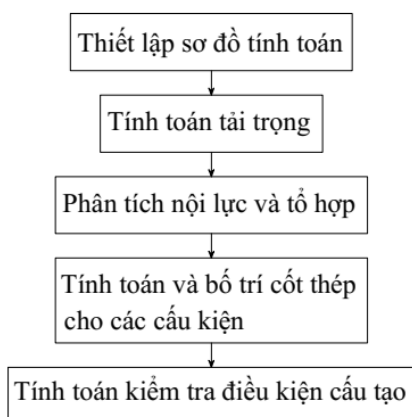 Thiết lập sơ đồ tính toán
Tính toán tải trọng
Phân tích nội lực và tổ hợp
Tính toán và bố trí cốt thép
cho các cấu kiện
Tính toán kiểm tra điều kiện cấu tạo